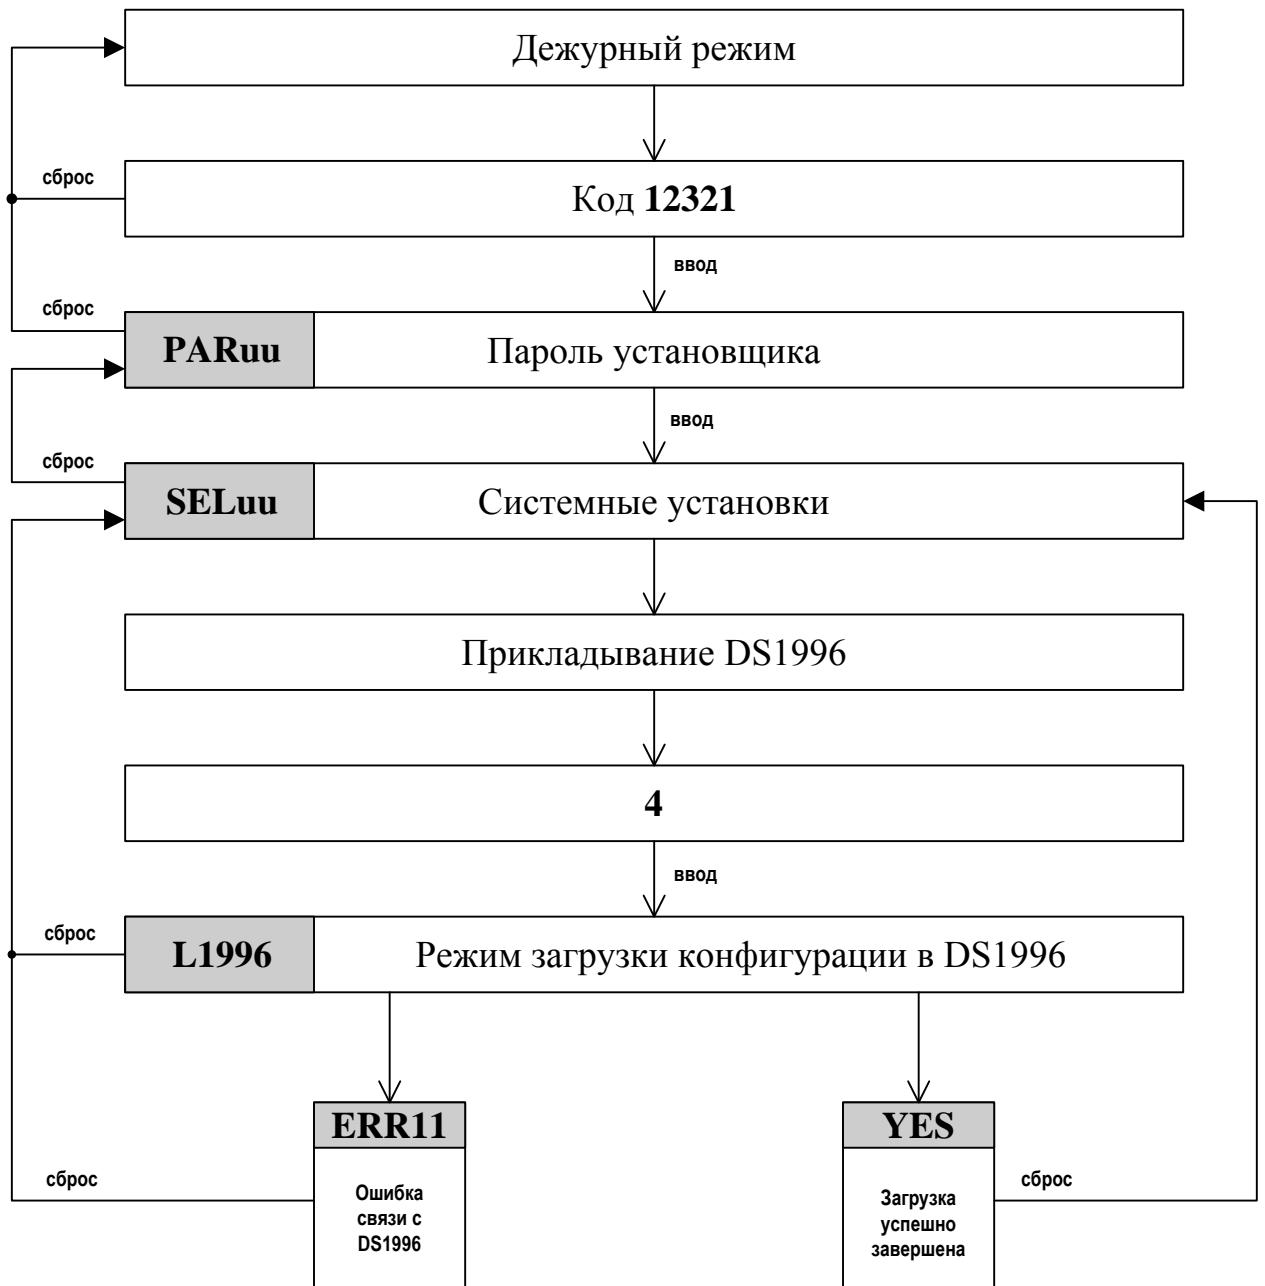 Дежурный режим
сброс
Код 12321
ввод
сброс
PARuu Пароль установщика
ввод
сброс
SELuu Системные установки
Прикладывание DS1996
4
ввод
сброс
L1996 Режим загрузки конфигурации в DS1996
ERR11
YES
сброс
Ошибка
связи с
DS1996
Загрузка
успешно
завершена
сброс